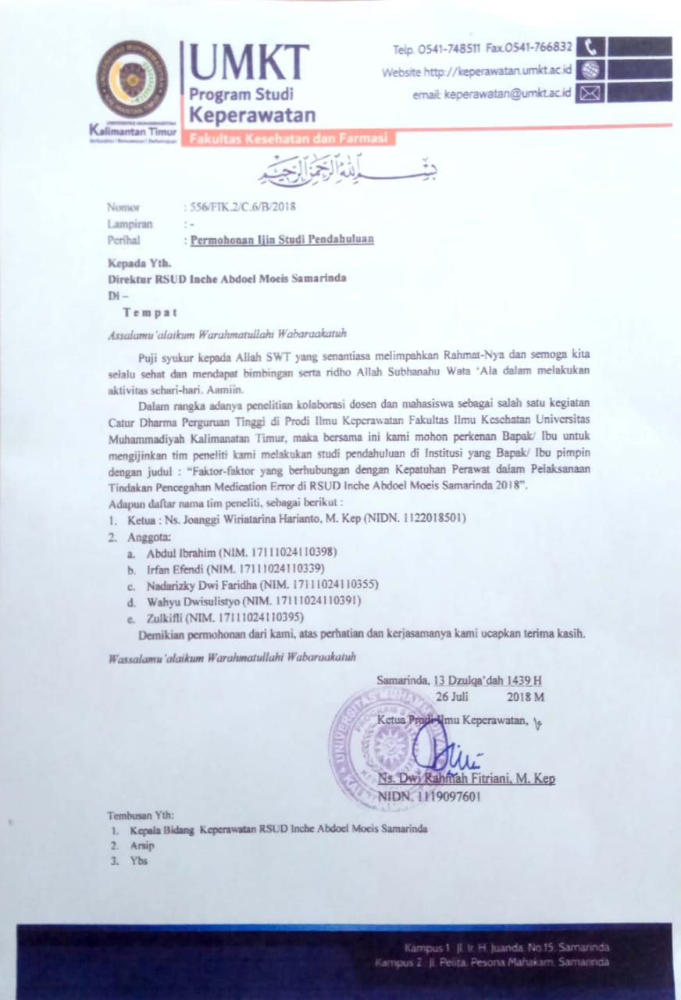 UNIVERSITAS MUHAMMADIYAH
KALIMANTAN TIMUR
UNIVERSITAS MUHAMMADIYAH
Kalimantan Timur
Berkarakter | Berwawasan | Berkemajuan
UMKT
Program Studi
Keperawatan
Fakultas Kesehatan dan Farmasi
Telp. 0541-748511 Fax.0541-766832
Website http://keperawatan.umkt.ac.id
email: keperawatan@umkt.ac.id
بسم الله الرحمن الرحيم
Nomor : 556/FIK.2/C.6/B/2018
Lampiran : -
Perihal : Permohonan Ijin Studi Pendahuluan
Kepada Yth.
Direktur RSUD Inche Abdoel Moeis Samarinda
Di –
Tempat
Assalamu'alaikum Warahmatullahi Wabaraakatuh
Puji syukur kepada Allah SWT yang senantiasa melimpahkan Rahmat-Nya dan semoga kita
selalu sehat dan mendapat bimbingan serta ridho Allah Subhanahu Wata 'Ala dalam melakukan
aktivitas sehari-hari. Aamiin.
Dalam rangka adanya penelitian kolaborasi dosen dan mahasiswa sebagai salah satu kegiatan
Catur Dharma Perguruan Tinggi di Prodi Ilmu Keperawatan Fakultas Ilmu Kesehatan Universitas
Muhammadiyah Kalimanatan Timur, maka bersama ini kami mohon perkenan Bapak/ Ibu untuk
mengijinkan tim peneliti kami melakukan studi pendahuluan di Institusi yang Bapak/ Ibu pimpin
dengan judul : “Faktor-faktor yang berhubungan dengan Kepatuhan Perawat dalam Pelaksanaan
Tindakan Pencegahan Medication Error di RSUD Inche Abdoel Moeis Samarinda 2018”.
Adapun daftar nama tim peneliti, sebagai berikut :
1. Ketua : Ns. Joanggi Wiriatarina Harianto, M. Kep (NIDN. 1122018501)
2. Anggota:
a. Abdul Ibrahim (NIM. 17111024110398)
b. Irfan Efendi (NIM. 17111024110339)
c. Nadarizky Dwi Faridha (NIM. 17111024110355)
d. Wahyu Dwisulistyo (NIM. 17111024110391)
e. Zulkifli (NIM. 17111024110395)
Demikian permohonan dari kami, atas perhatian dan kerjasamanya kami ucapkan terima kasih.
Wassalamu'alaikum Warahmatullahi Wabaraakatuh
Samarinda, 13 Dzulqa'dah 1439 H
26 Juli 2018 M
Ketua Prodi Ilmu Keperawatan,
Ns. Dwi Rahmah Fitriani, M. Kep
NIDN. 1119097601
Tembusan Yth:
1. Kepala Bidang Keperawatan RSUD Inche Abdoel Moeis Samarinda
2. Arsip
3. Ybs
Kampus 1 Jl. Ir. H. Juanda, No.15, Samarinda
Kampus 2 Jl. Pelita, Pesona Mahakam, Samarinda